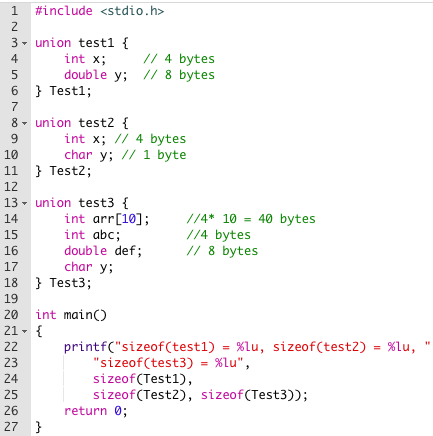 1 #include <stdio.h>
2
3 union test1 {
4     int x;     // 4 bytes
5     double y;  // 8 bytes
6 } Test1;
7
8 union test2 {
9     int x; // 4 bytes
10     char y; // 1 byte
11 } Test2;
12
13 union test3 {
14     int arr[10];     //4* 10 = 40 bytes
15     int abc;         //4 bytes
16     double def;      // 8 bytes
17     char y;
18 } Test3;
19
20 int main()
21 {
22     printf("sizeof(test1) = %lu, sizeof(test2) = %lu, "
23         "sizeof(test3) = %lu",
24         sizeof(Test1),
25         sizeof(Test2), sizeof(Test3));
26     return 0;
27 }